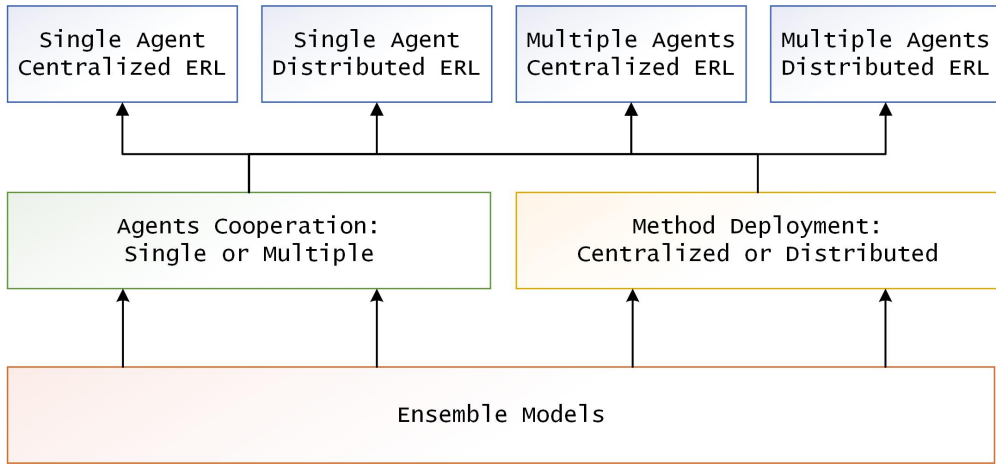 Single Agent
Centralized ERL
Single Agent
Distributed ERL
Multiple Agents
Centralized ERL
Multiple Agents
Distributed ERL
Agents Cooperation:
Single or Multiple
Method Deployment:
Centralized or Distributed
Ensemble Models